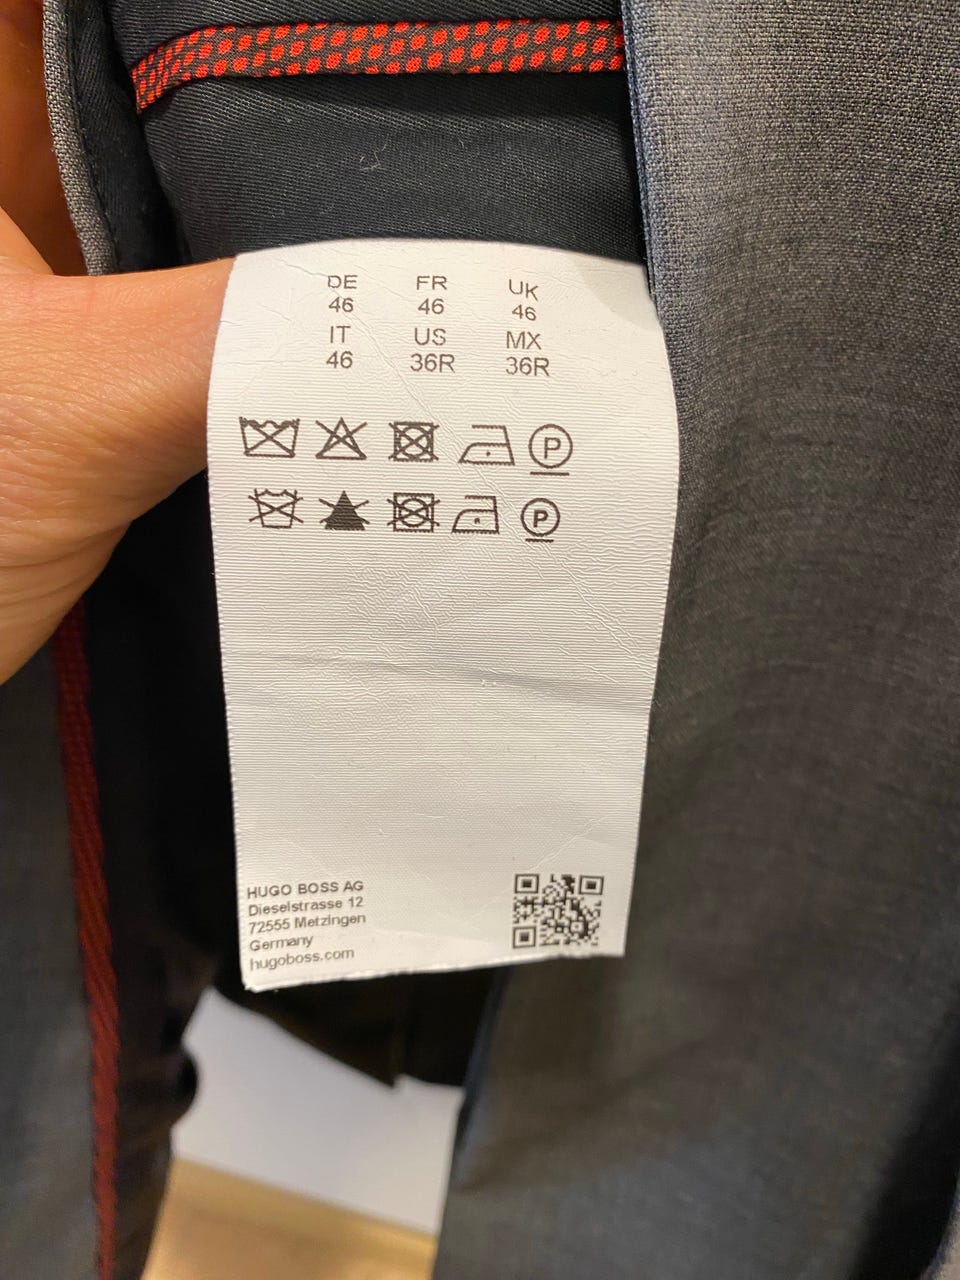 DE FR UK
46 46 46
IT US MX
46 36R 36R
P
P
HUGO BOSS AG
Dieselstrasse 12
72555 Metzingen
Germany
hugoboss.com